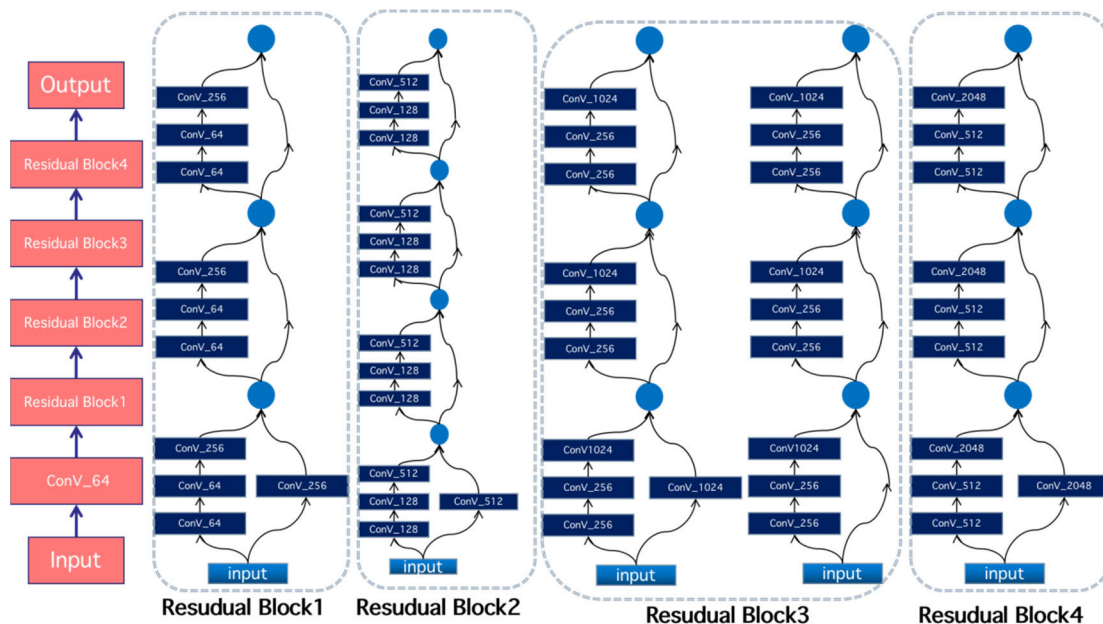 Output
Residual Block4
Residual Block3
Residual Block2
Residual Block1
ConV_64
Input
ConV_256
ConV_64
ConV_64
ConV_256
ConV_64
ConV_64
ConV_256
ConV_64
ConV_64
ConV_256
input
Resudual Block1
ConV_512
ConV_128
ConV_128
ConV_512
ConV_128
ConV_128
ConV_512
ConV_128
ConV_128
ConV_512
ConV_128
ConV_128
ConV_512
input
Resudual Block2
ConV_1024
ConV_256
ConV_256
ConV_1024
ConV_256
ConV_256
ConV1024
ConV_256
ConV_256
ConV_1024
input
ConV_1024
ConV_256
ConV_256
ConV_1024
ConV_256
ConV_256
ConV1024
ConV_256
ConV_256
input
Resudual Block3
ConV_2048
ConV_512
ConV_512
ConV_2048
ConV_512
ConV_512
ConV_2048
ConV_512
ConV_512
ConV_2048
input
Resudual Block4